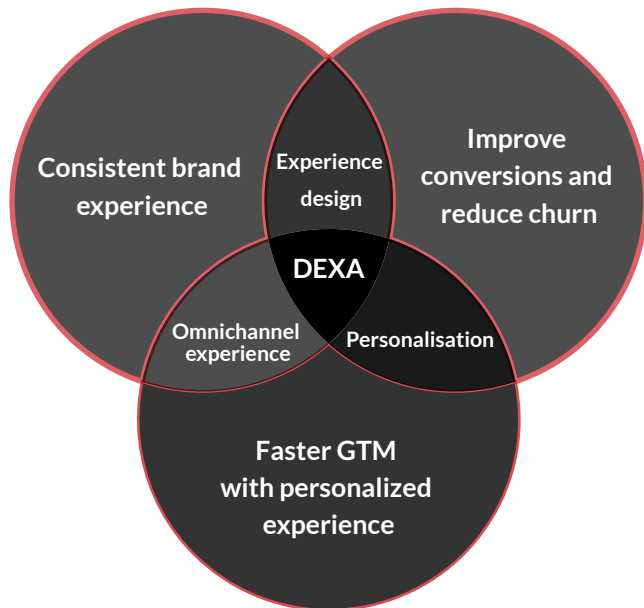 Consistent brand
experience
Experience
design
Improve
conversions and
reduce churn
DEXA
Omnichannel
experience
Personalisation
Faster GTM
with personalized
experience